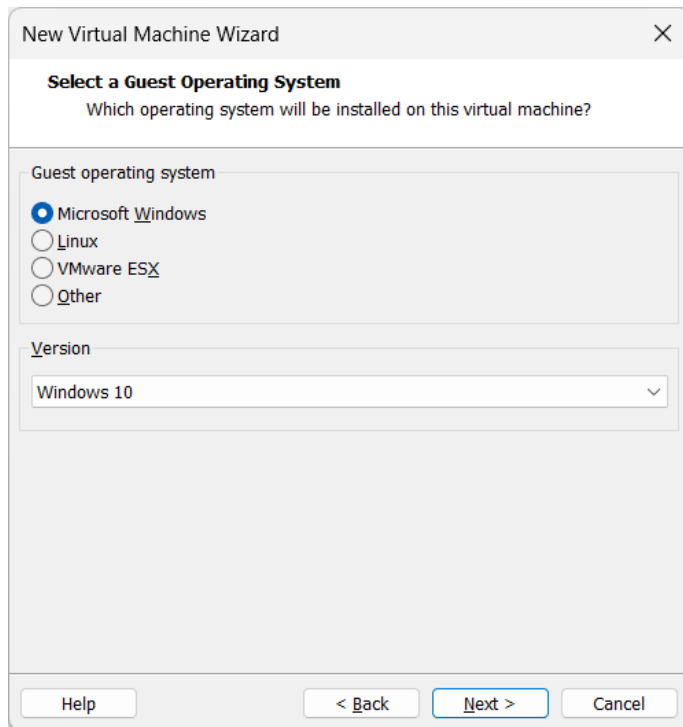 New Virtual Machine Wizard
Select a Guest Operating System
Which operating system will be installed on this virtual machine?
Guest operating system
Microsoft Windows
Linux
VMware ESX
Other
Version
Windows 10
Help
< Back
Next >
Cancel